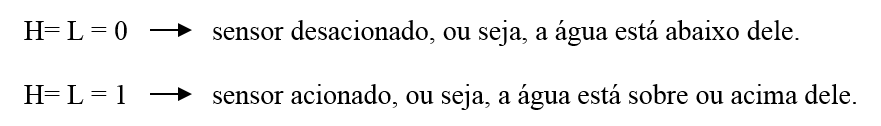 H= L = 0 → sensor desacionado, ou seja, a água está abaixo dele.
H= L = 1 → sensor acionado, ou seja, a água está sobre ou acima dele.